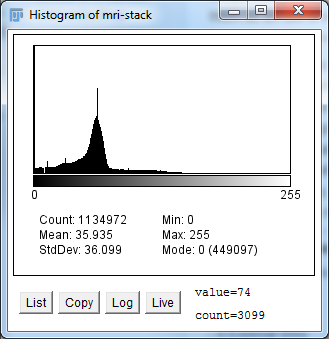 Histogram of mri-stack
0 255
Count: 1134972 Min: 0
Mean: 35.935 Max: 255
StdDev: 36.099 Mode: 0 (449097)
List Copy Log Live
value=74
count=3099